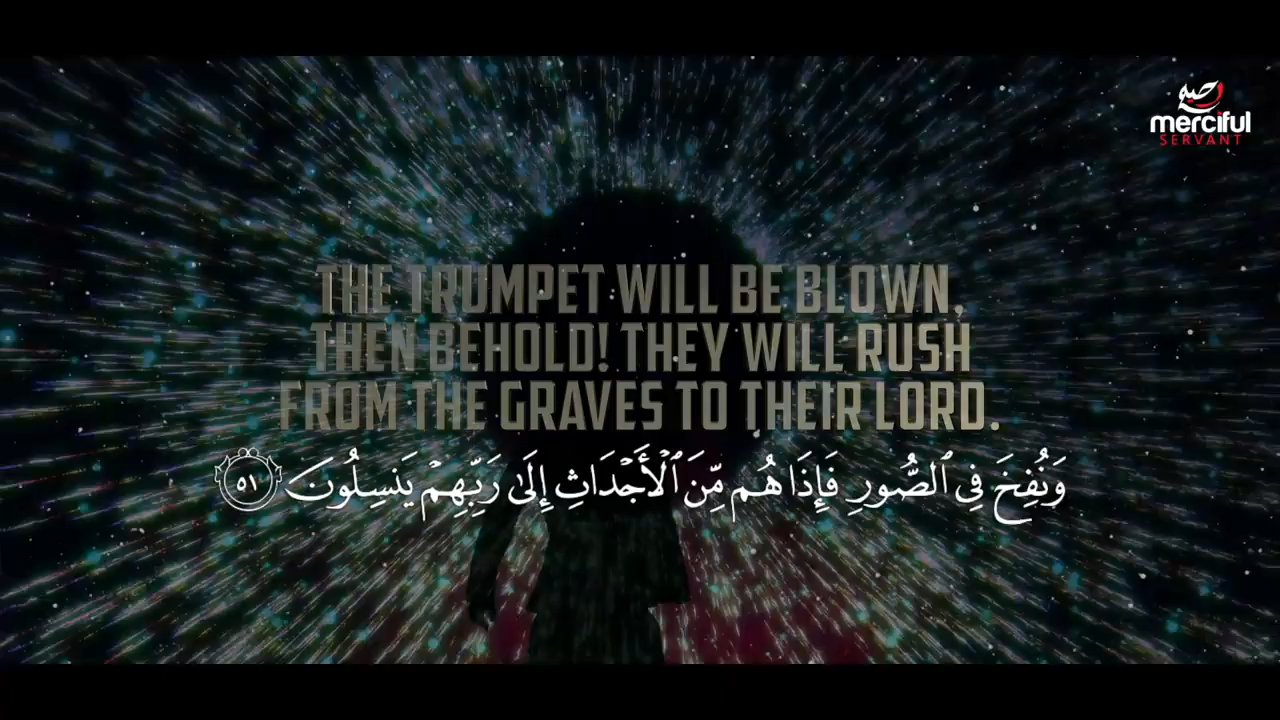 merciful
SERVANT
THE TRUMPET WILL BE BLOWN,
THEN BEHOLD! THEY WILL RUSH
FROM THE GRAVES TO THEIR LORD.
وَنُفِخَ فِى ٱلصُّورِ فَإِذَا هُم مِّنَ ٱلْأَجْدَاثِ إِلَىٰ رَبِّهِمْ يَنسِلُونَ ٥١